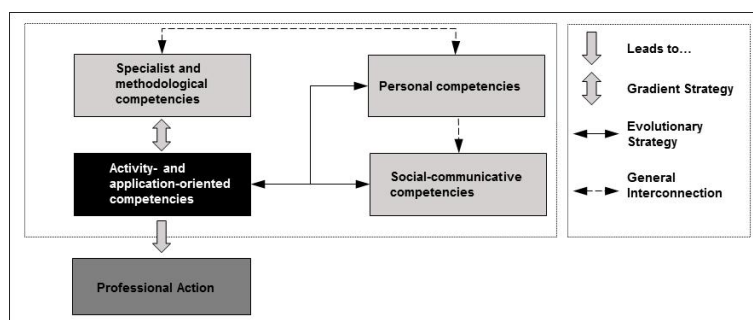 Specialist and
methodological
competencies
Personal competencies
Activity- and
application-oriented
competencies
Social-communicative
competencies
Professional Action
Leads to...
Gradient Strategy
Evolutionary
Strategy
General
Interconnection